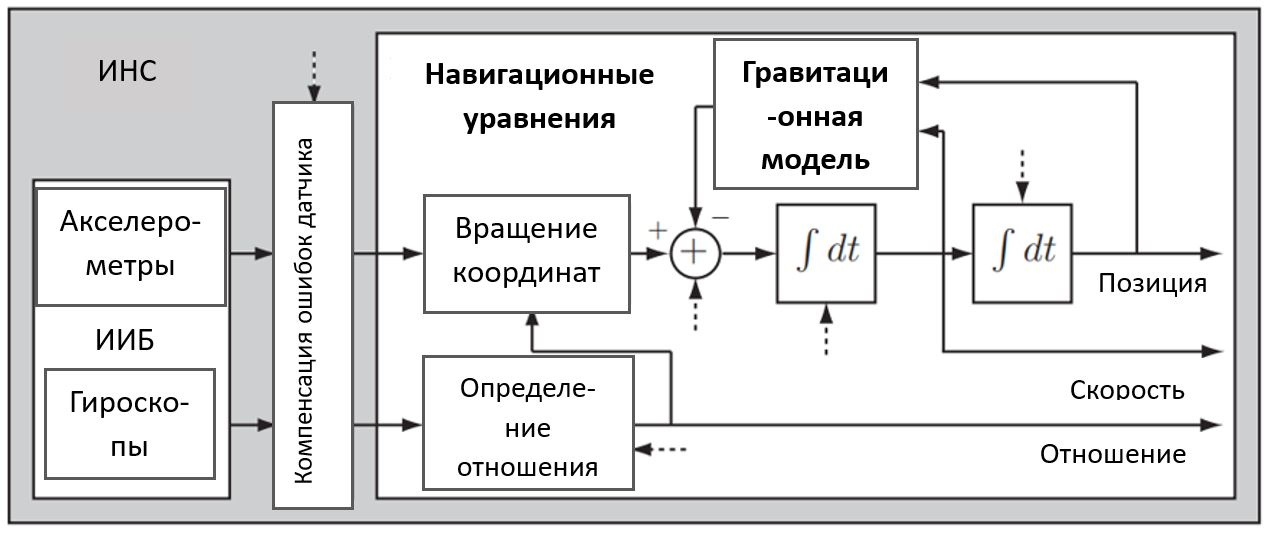 ИНС
Навигационные
уравнения
Гравитаци
-онная
модель
Компенсация ошибок датчика
Акселеро-
метры
ИИБ
Гироско-
пы
Вращение
координат
+
−
+
∫ dt
∫ dt
Позиция
Определе-
ние
отношения
Скорость
Отношение